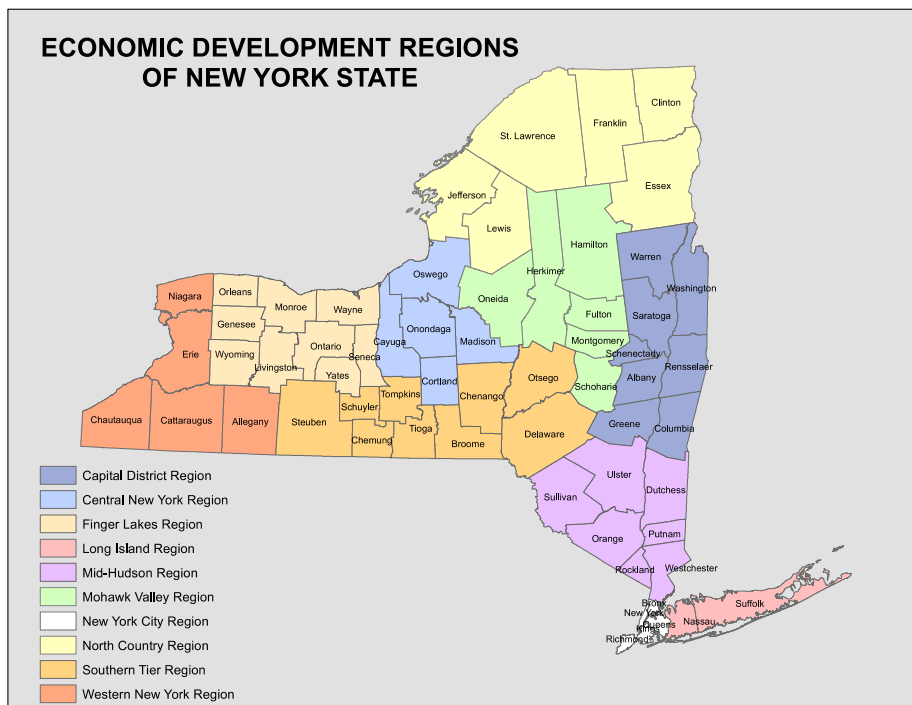 ECONOMIC DEVELOPMENT REGIONS
OF NEW YORK STATE
Clinton
Franklin
St. Lawrence
Essex
Jefferson
Lewis
Hamilton
Warren
Herkimer
Oswego
Washington
Niagara
Orleans
Oneida
Monroe
Wayne
Fulton
Saratoga
Genesee
Onondaga
Cayuga
Madison
Montgomery
Ontario
Erie
Wyoming
Seneca
Schenectady
Livingston
Rensselaer
Yates
Otsego
Albany
Cortland
Schoharie
Tompkins
Chenango
Schuyler
Chautauqua
Cattaraugus
Allegany
Steuben
Tioga
Greene
Columbia
Delaware
Chemung
Broome
Ulster
Dutchess
Sullivan
Putnam
Orange
Rockland
Westchester
Bronx
New York
Suffolk
Queens
Nassau
Kings
Richmond
Capital District Region
Central New York Region
Finger Lakes Region
Long Island Region
Mid-Hudson Region
Mohawk Valley Region
New York City Region
North Country Region
Southern Tier Region
Western New York Region